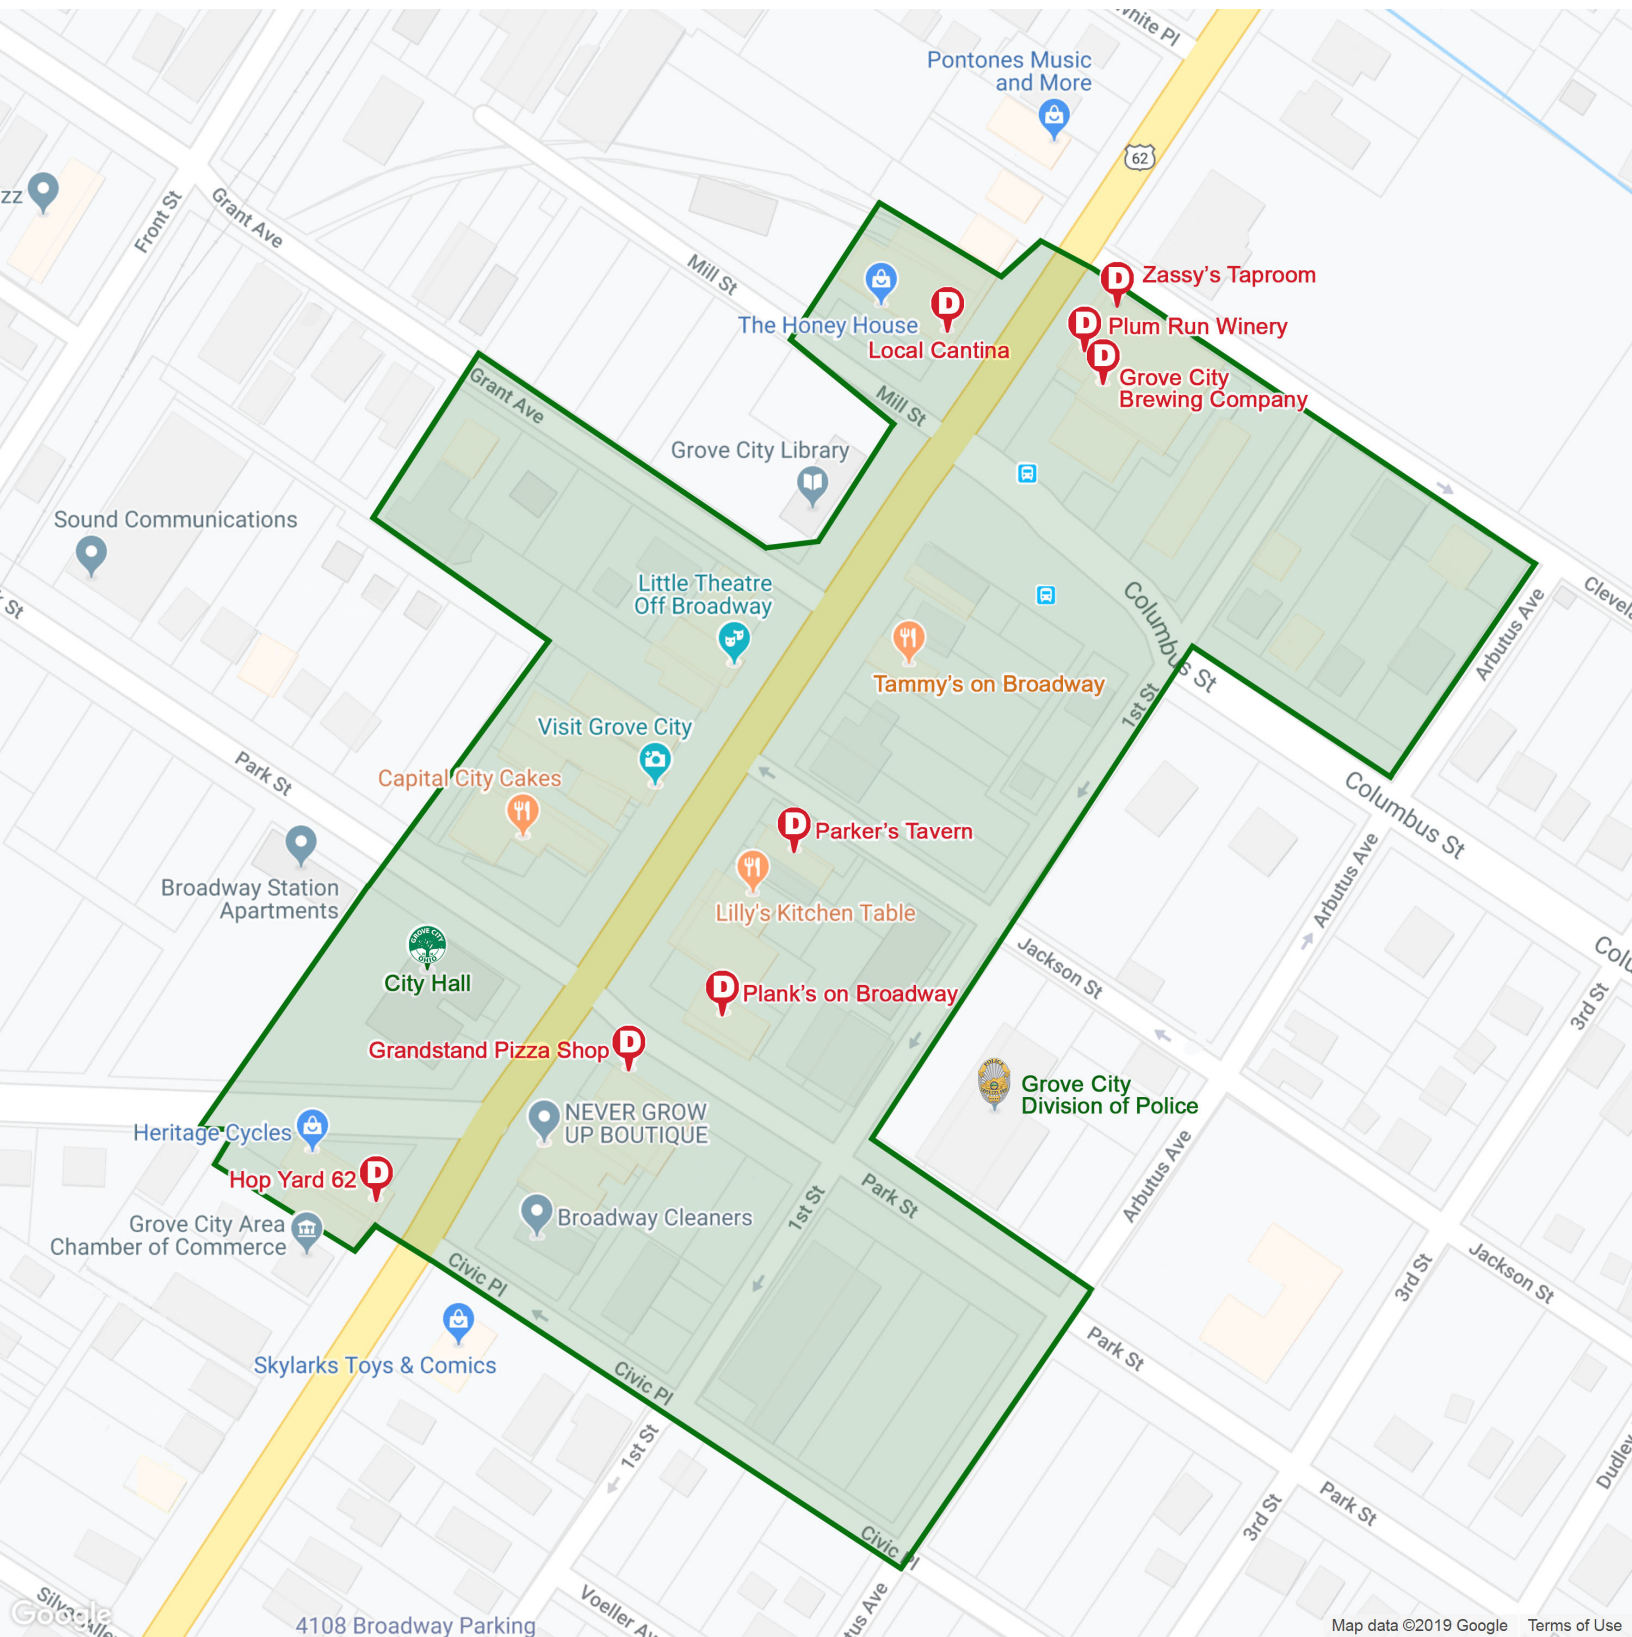 White Pl
Pontones Music
and More
62
zz
Front St
Grant Ave
Mill St
The Honey House
D
Local Cantina
D
Zassy's Taproom
D
Plum Run Winery
D
Grove City
Brewing Company
Grant Ave
Mill St
Grove City Library
Sound Communications
St
Little Theatre
Off Broadway
Columbus St
Arbutus Ave
Tammy's on Broadway
1st St
Visit Grove City
Park St
Capital City Cakes
Columbus St
D
Parker's Tavern
Lilly's Kitchen Table
Broadway Station
Apartments
Arbutus Ave
GROVE CITY
OHIO
City Hall
Jackson St
D
Plank's on Broadway
3rd St
Grandstand Pizza Shop
D
POLICE
Grove City
Division of Police
NEVER GROW
UP BOUTIQUE
Heritage Cycles
Hop Yard 62
D
Arbutus Ave
Park St
1st St
Grove City Area
Chamber of Commerce
Broadway Cleaners
Civic Pl
3rd St
Jackson St
Skylarks Toys & Comics
Park St
Civic Pl
1st St
Dudley
Park St
3rd St
Civic Pl
Voeller Av
Google
4108 Broadway Parking
Map data ©2019 Google
Terms of Use